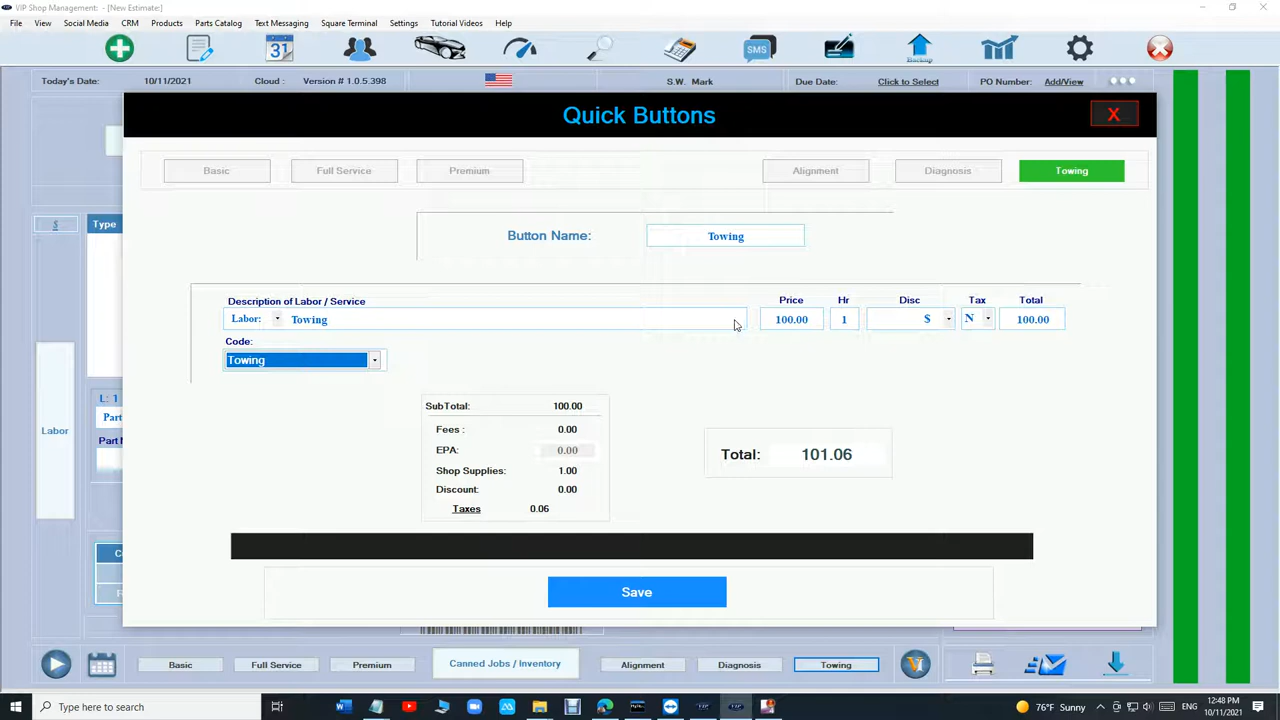 VIP Shop Management: - [New Estimate:]
File View Social Media CRM Products Parts Catalog Text Messaging Square Terminal Settings Tutorial Videos Help
31 SMS Backup
Today's Date: 10/11/2021 Cloud : Version # 1.0.5.398 S.W. Mark Due Date: Click to Select PO Number: Add/View
Quick Buttons X
Basic Full Service Premium Alignment Diagnosis Towing
$ Type
Button Name: Towing
Description of Labor / Service Price Hr Disc Tax Total
Labor: Towing 100.00 1 $ N 100.00
Code:
Towing
L: 1
Part
Labor
Part N
SubTotal: 100.00
Fees : 0.00
EPA: 0.00
Shop Supplies: 1.00
Discount: 0.00
Taxes 0.06
Total: 101.06
Save
Basic Full Service Premium Canned Jobs / Inventory Alignment Diagnosis Towing
Type here to search
76°F Sunny
12:48 PM
10/11/2021